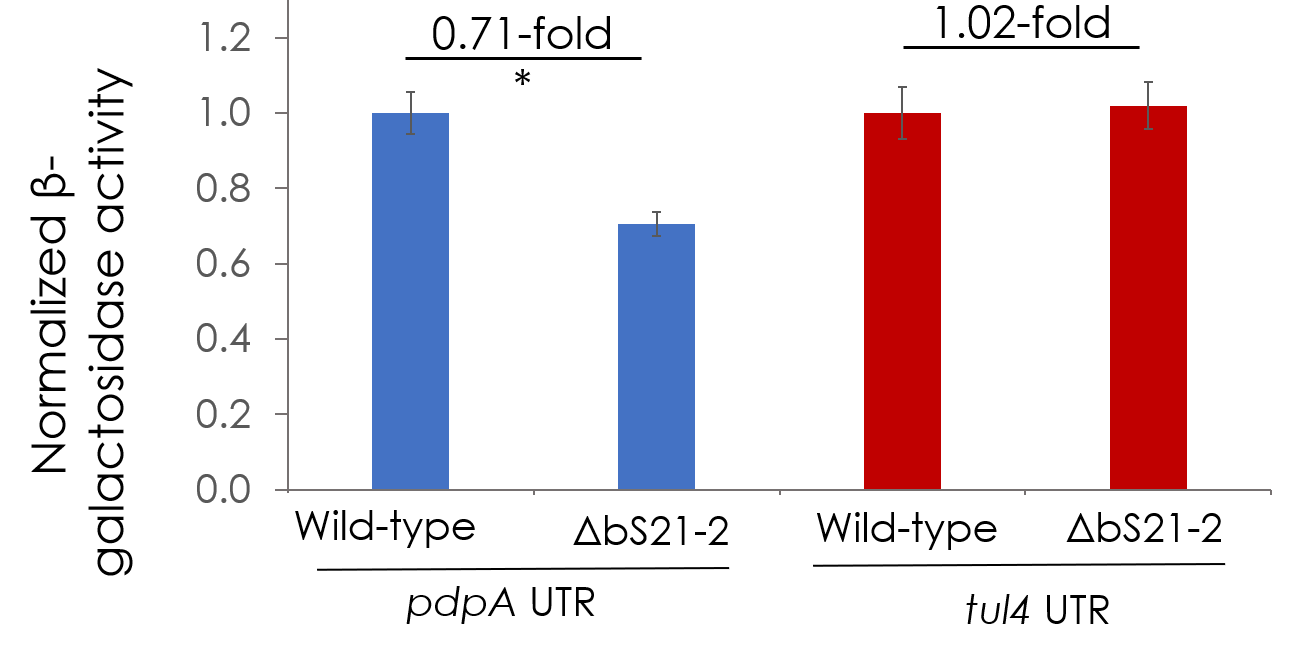 0.71-fold
*
1.02-fold
Normalized β-
galactosidase activity
1.2
1.0
0.8
0.6
0.4
0.2
0.0
Wild-type
ΔbS21-2
Wild-type
ΔbS21-2
pdpA UTR
tul4 UTR